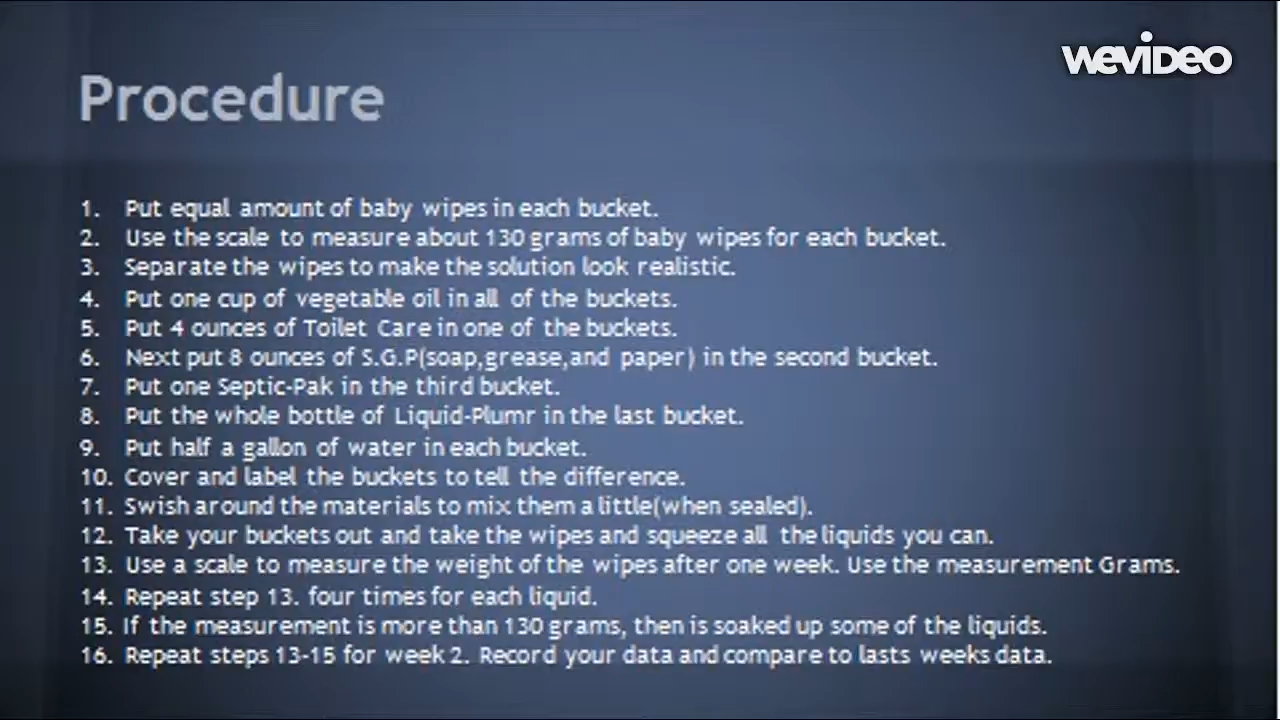 WEVIDEO
Procedure
1. Put equal amount of baby wipes in each bucket.
2. Use the scale to measure about 130 grams of baby wipes for each bucket.
3. Separate the wipes to make the solution look realistic.
4. Put one cup of vegetable oil in all of the buckets.
5. Put 4 ounces of Toilet Care in one of the buckets.
6. Next put 8 ounces of S.G.P(soap,grease,and paper) in the second bucket.
7. Put one Septic-Pak in the third bucket.
8. Put the whole bottle of Liquid-Plumr in the last bucket.
9. Put half a gallon of water in each bucket.
10. Cover and label the buckets to tell the difference.
11. Swish around the materials to mix them a little(when sealed).
12. Take your buckets out and take the wipes and squeeze all the liquids you can.
13. Use a scale to measure the weight of the wipes after one week. Use the measurement Grams.
14. Repeat step 13. four times for each liquid.
15. If the measurement is more than 130 grams, then is soaked up some of the liquids.
16. Repeat steps 13-15 for week 2. Record your data and compare to lasts weeks data.